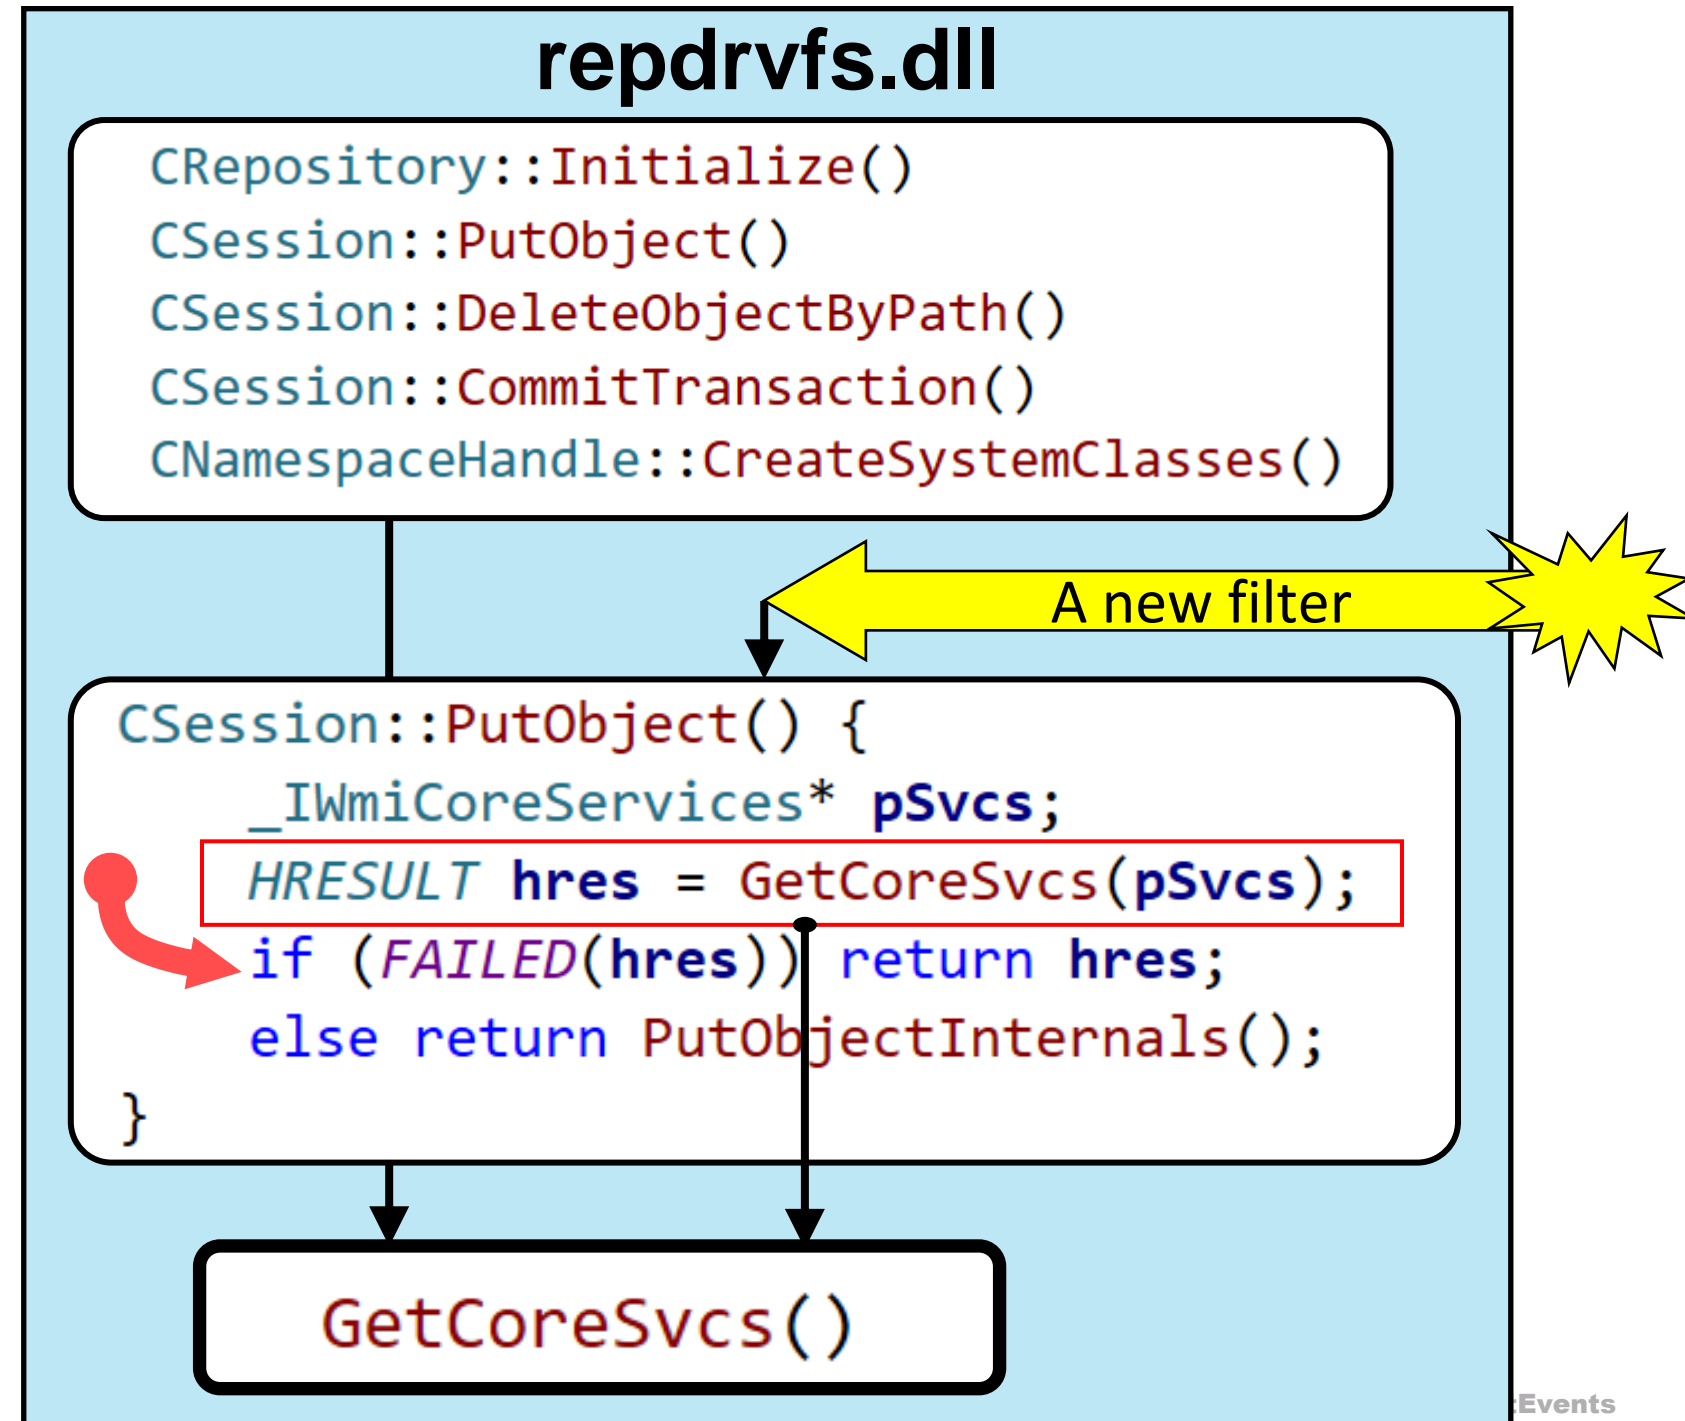 repdrvfs.dll
CRepository::Initialize()
CSession::PutObject()
CSession::DeleteObjectByPath()
CSession::CommitTransaction()
CNamespaceHandle::CreateSystemClasses()
A new filter
CSession::PutObject() {
_IWmiCoreServices* pSvcs;
HRESULT hres = GetCoreSvcs(pSvcs);
if (FAILED(hres)) return hres;
else return PutObjectInternals();
}
GetCoreSvcs()
Events